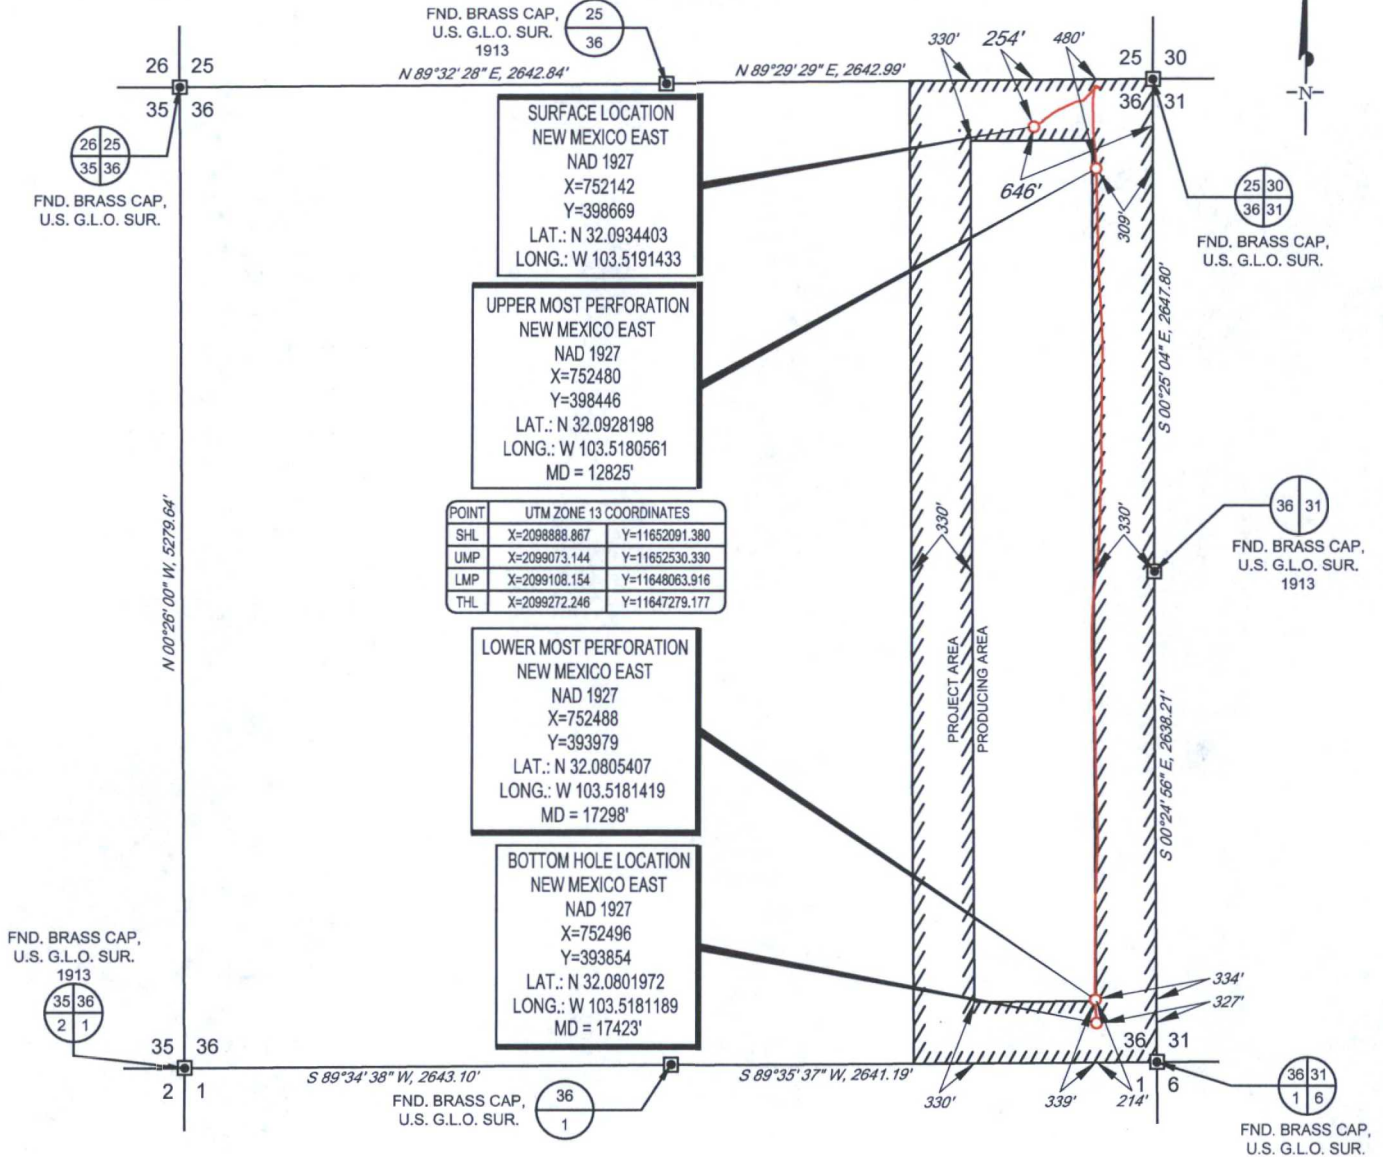 FND. BRASS CAP,
U.S. G.L.O. SUR.
1913
25
36
N 89°32' 28" E, 2642.84'
N 89°29' 29" E, 2642.99'
330'
254'
480'
26 25
35 36
25 30
36 31
-N-
26 25
35 36
FND. BRASS CAP,
U.S. G.L.O. SUR.
SURFACE LOCATION
NEW MEXICO EAST
NAD 1927
X=752142
Y=398669
LAT.: N 32.0934403
LONG.: W 103.5191433
646'
309'
25 30
36 31
FND. BRASS CAP,
U.S. G.L.O. SUR.
UPPER MOST PERFORATION
NEW MEXICO EAST
NAD 1927
X=752480
Y=398446
LAT.: N 32.0928198
LONG.: W 103.5180561
MD = 12825'
S 00°25' 04" E, 2647.80'
N 00°26' 00" W, 5279.64'
POINT UTM ZONE 13 COORDINATES
SHL X=2098888.867 Y=11652091.380
UMP X=2099073.144 Y=11652530.330
LMP X=2099108.154 Y=11648063.916
THL X=2099272.246 Y=11647279.177
330'
330'
36 31
FND. BRASS CAP,
U.S. G.L.O. SUR.
1913
LOWER MOST PERFORATION
NEW MEXICO EAST
NAD 1927
X=752488
Y=393979
LAT.: N 32.0805407
LONG.: W 103.5181419
MD = 17298'
PROJECT AREA
PRODUCING AREA
S 00°24' 56" E, 2638.21'
BOTTOM HOLE LOCATION
NEW MEXICO EAST
NAD 1927
X=752496
Y=393854
LAT.: N 32.0801972
LONG.: W 103.5181189
MD = 17423'
334'
327'
FND. BRASS CAP,
U.S. G.L.O. SUR.
1913
35 36
2 1
35 36
2 1
36 31
1 6
S 89°34' 38" W, 2643.10'
S 89°35' 37" W, 2641.19'
330'
339'
214'
FND. BRASS CAP,
U.S. G.L.O. SUR.
36
1
36 31
1 6
FND. BRASS CAP,
U.S. G.L.O. SUR.